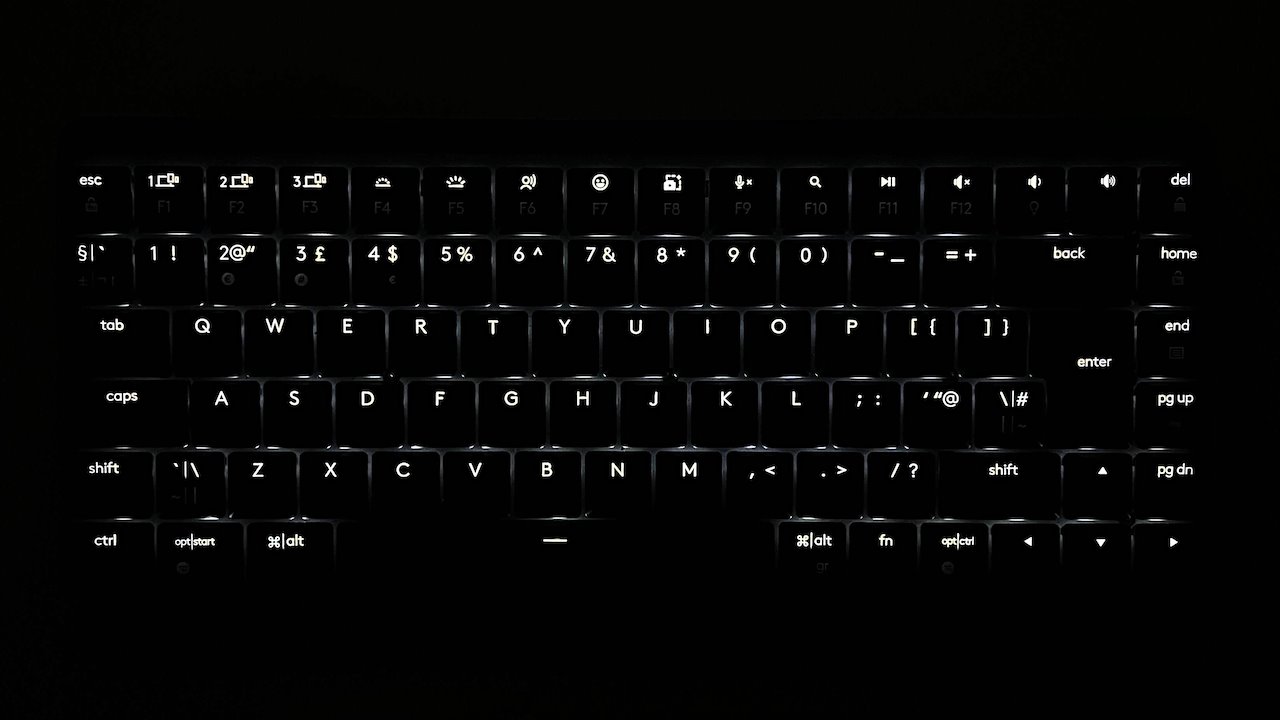 esc 1 2 3 del
F1 F2 F3 F4 F5 F6 F7 F8 F9 F10 F11 F12
§|` 1 ! 2@“ 3 £ 4 $ 5 % 6 ^ 7 & 8 * 9 ( 0 ) - _ = + back home
€
tab Q W E R T Y U I O P [ { ] } end
enter
caps A S D F G H J K L ; : ‘ “@ \|# pg up
shift `|\ Z X C V B N M , < . > / ? shift pg dn
ctrl opt|start ⌘|alt ⌘|alt fn opt|ctrl
gr